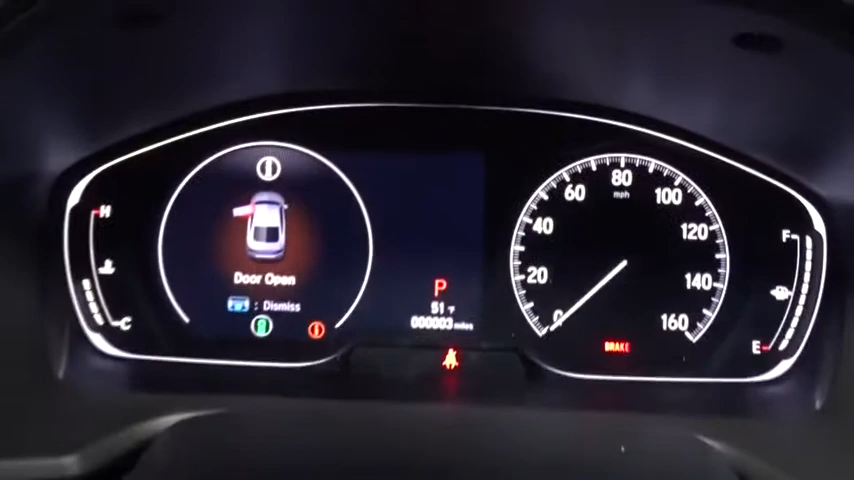 H
C
Door Open
: Dismiss
P
51°F
000003 miles
0
20
40
60
80
100
120
140
160
mph
BRAKE
F
E